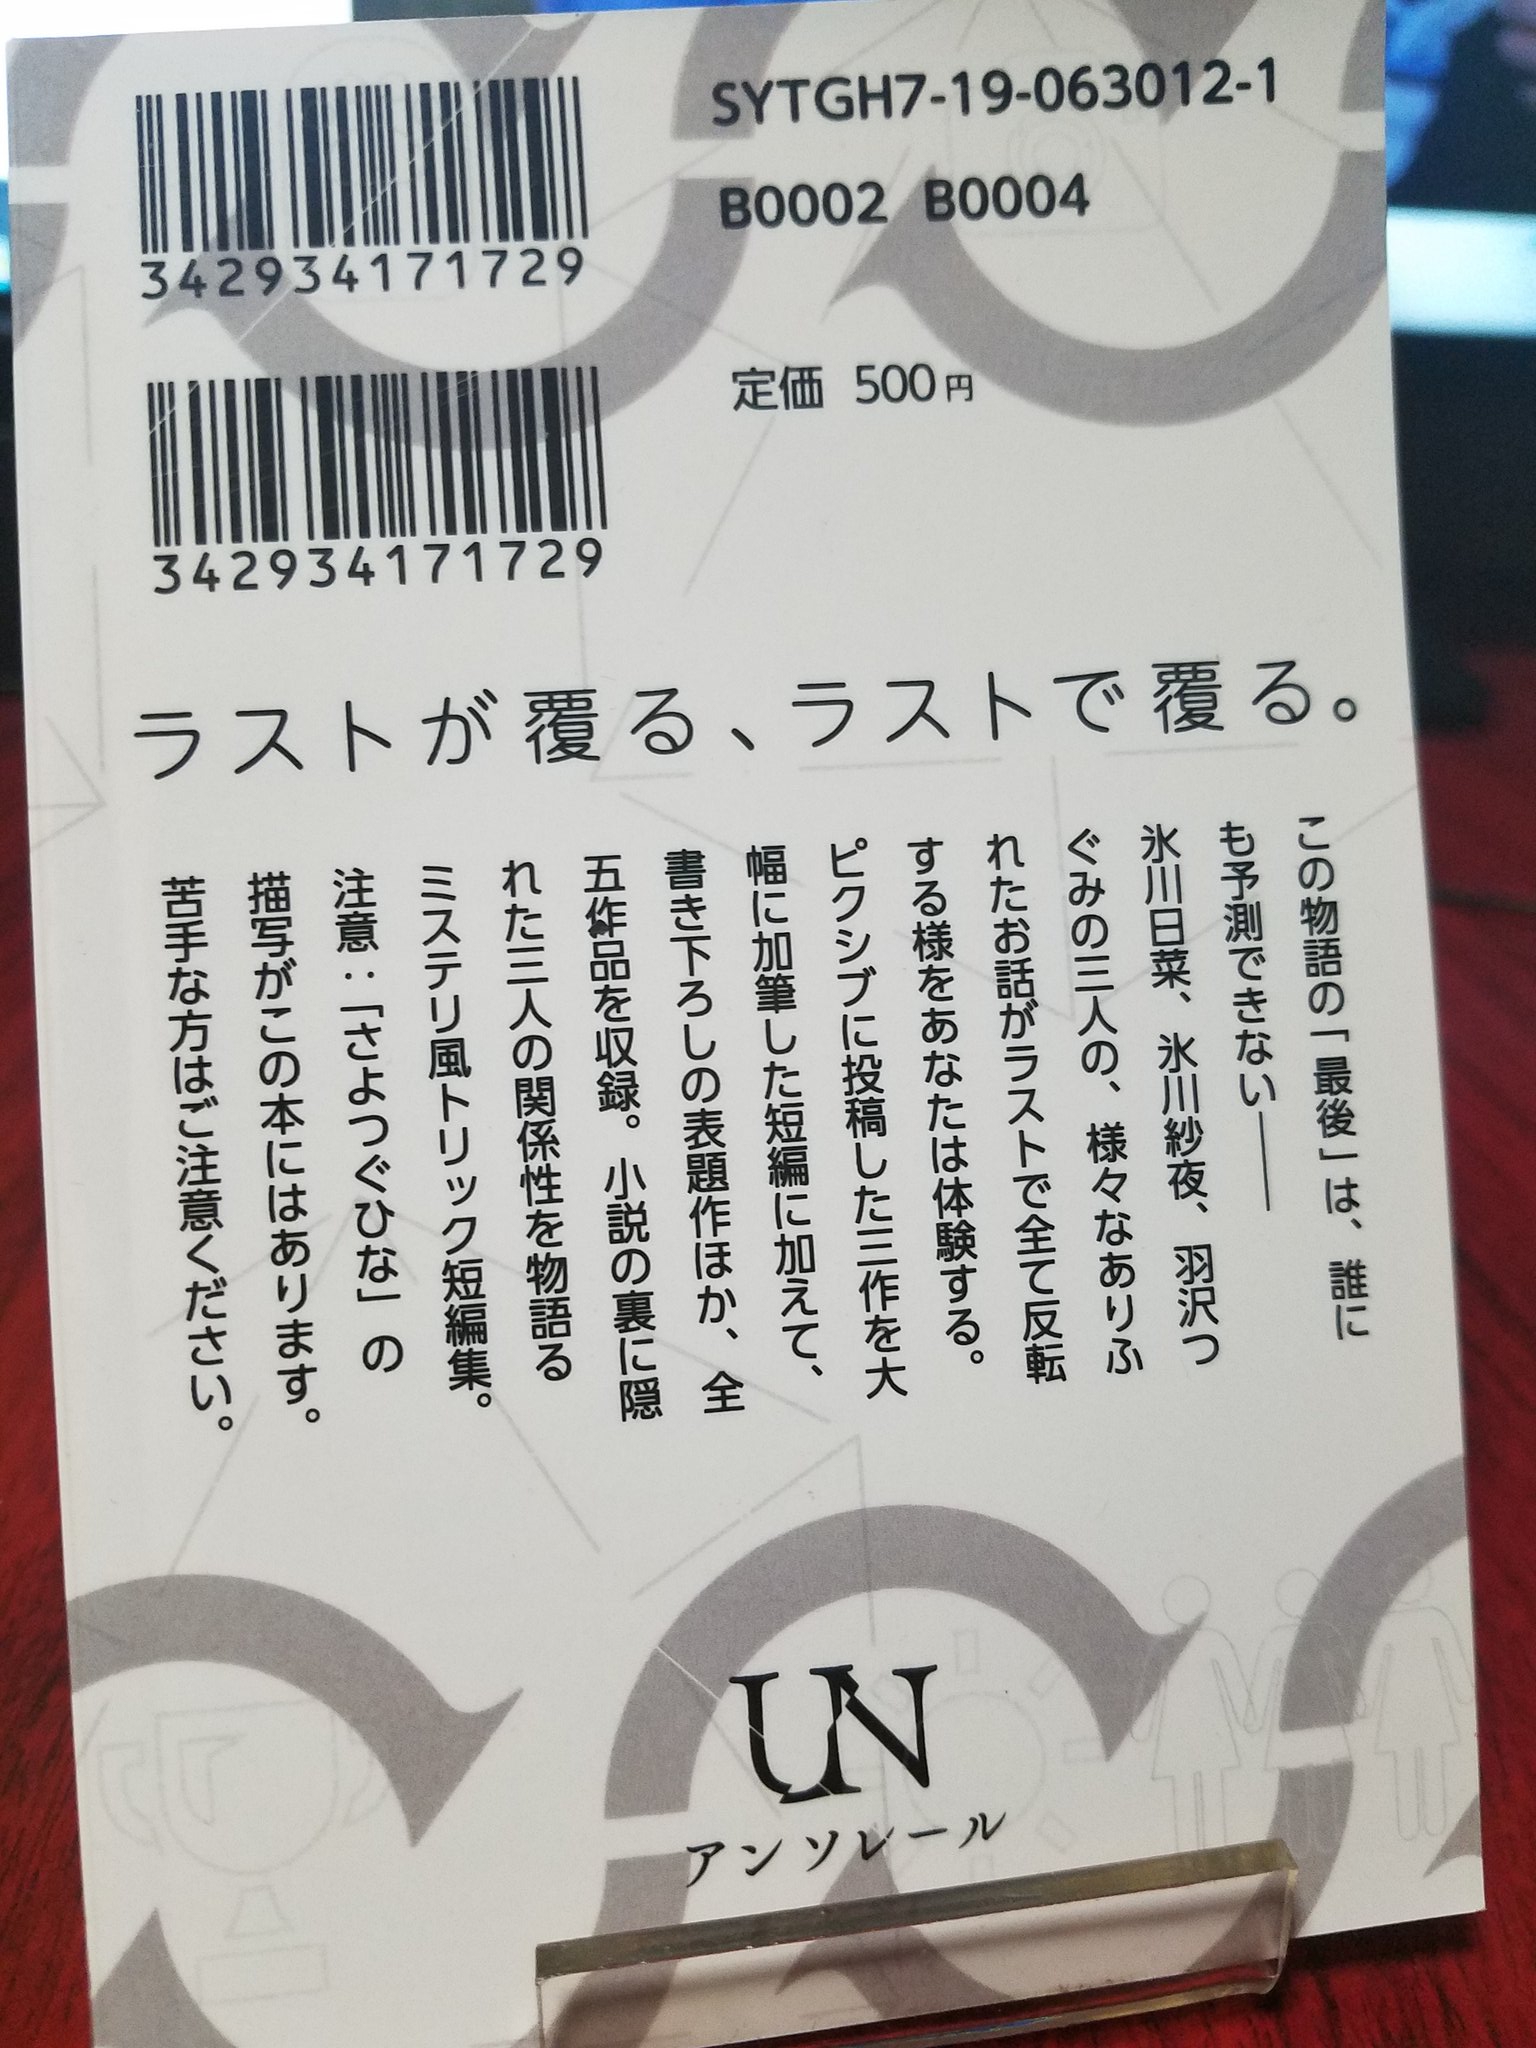 SYTGH7-19-063012-1
B0002 B0004
342934171729
定価 500円
342934171729
ラストが覆る、ラストで覆る。
この物語の「最後」は、誰に
も予測できない――
氷川日菜、氷川紗夜、羽沢つ
ぐみの三人の、様々なありふ
れたお話がラストで全て反転
する様をあなたは体験する。
ピクシブに投稿した三作を大
幅に加筆した短編に加えて、
書き下ろしの表題作ほか、全
五作品を収録。小説の裏に隠
れた三人の関係性を物語る
ミステリ風トリック短編集。
注意：「さよつぐひな」の
描写がこの本にはあります。
苦手な方はご注意ください。
UN
アンソレール